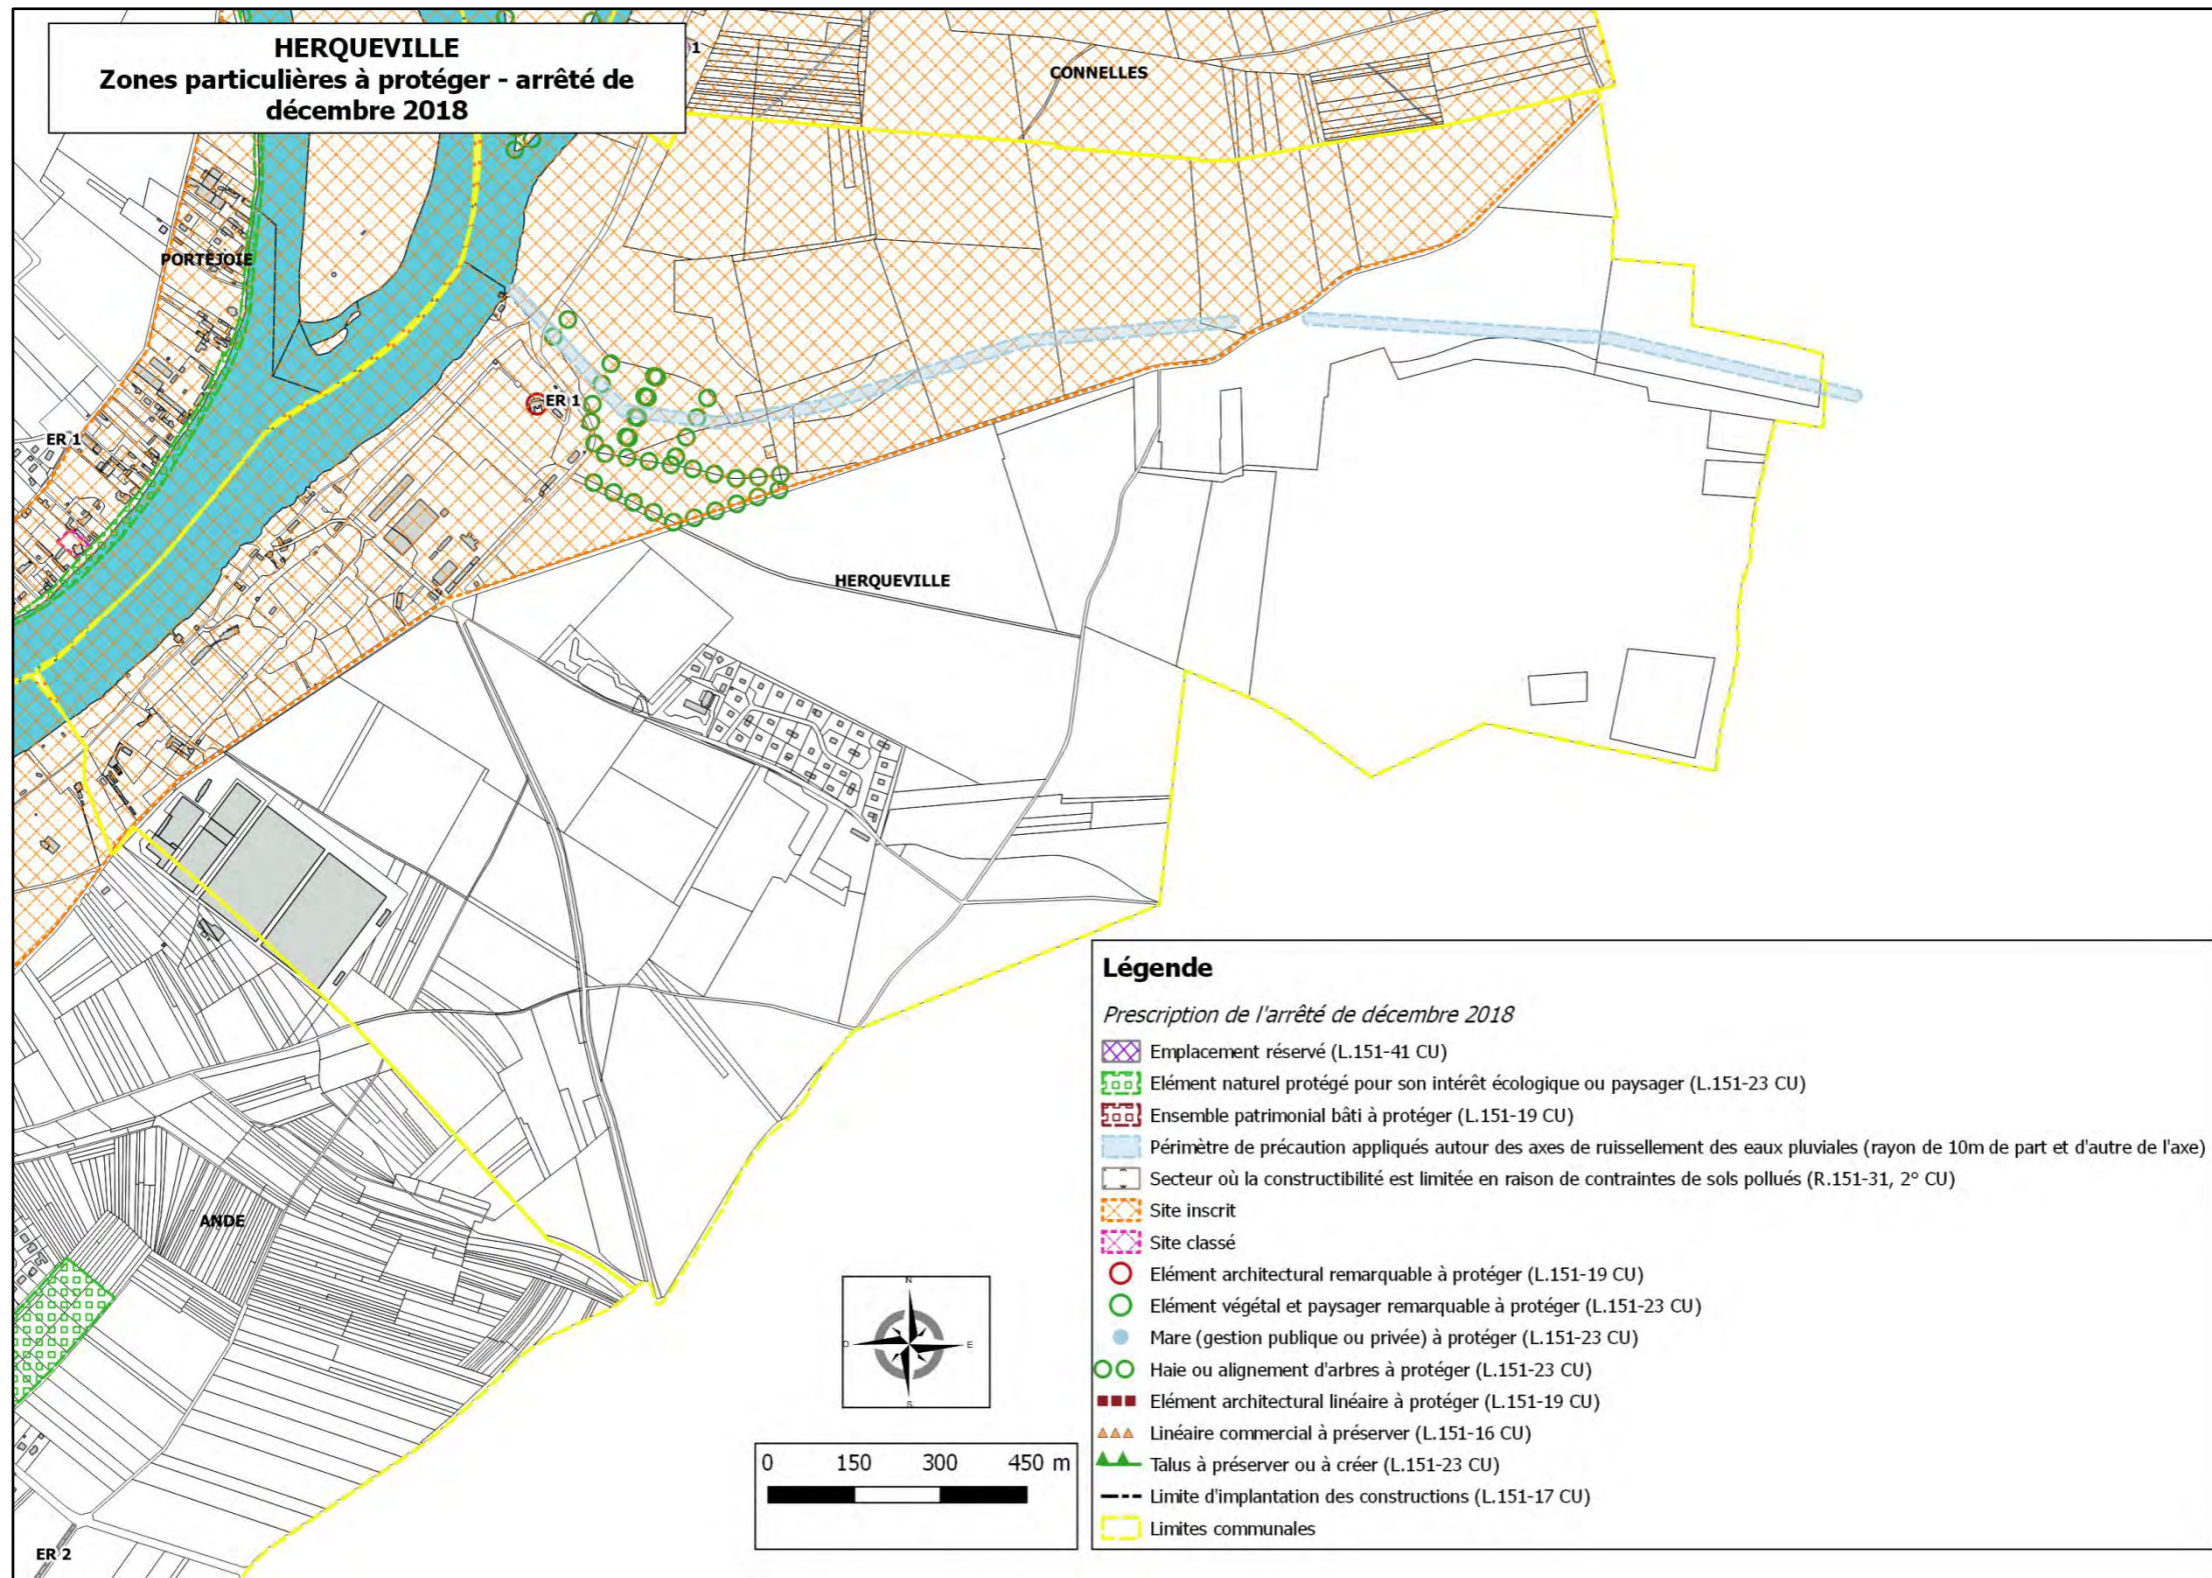 HERQUEVILLE
Zones particulières à protéger - arrêté de
décembre 2018
1
CONNELLES
PORTEJOIE
ER 1
ER 1
HERQUEVILLE
ANDE
ER 2
N
O
E
S
0 150 300 450 m
Légende
Prescription de l'arrêté de décembre 2018
Emplacement réservé (L.151-41 CU)
Elément naturel protégé pour son intérêt écologique ou paysager (L.151-23 CU)
Ensemble patrimonial bâti à protéger (L.151-19 CU)
Périmètre de précaution appliqués autour des axes de ruissellement des eaux pluviales (rayon de 10m de part et d'autre de l'axe)
Secteur où la constructibilité est limitée en raison de contraintes de sols pollués (R.151-31, 2° CU)
Site inscrit
Site classé
Elément architectural remarquable à protéger (L.151-19 CU)
Elément végétal et paysager remarquable à protéger (L.151-23 CU)
Mare (gestion publique ou privée) à protéger (L.151-23 CU)
Haie ou alignement d'arbres à protéger (L.151-23 CU)
Elément architectural linéaire à protéger (L.151-19 CU)
Linéaire commercial à préserver (L.151-16 CU)
Talus à préserver ou à créer (L.151-23 CU)
Limite d'implantation des constructions (L.151-17 CU)
Limites communales